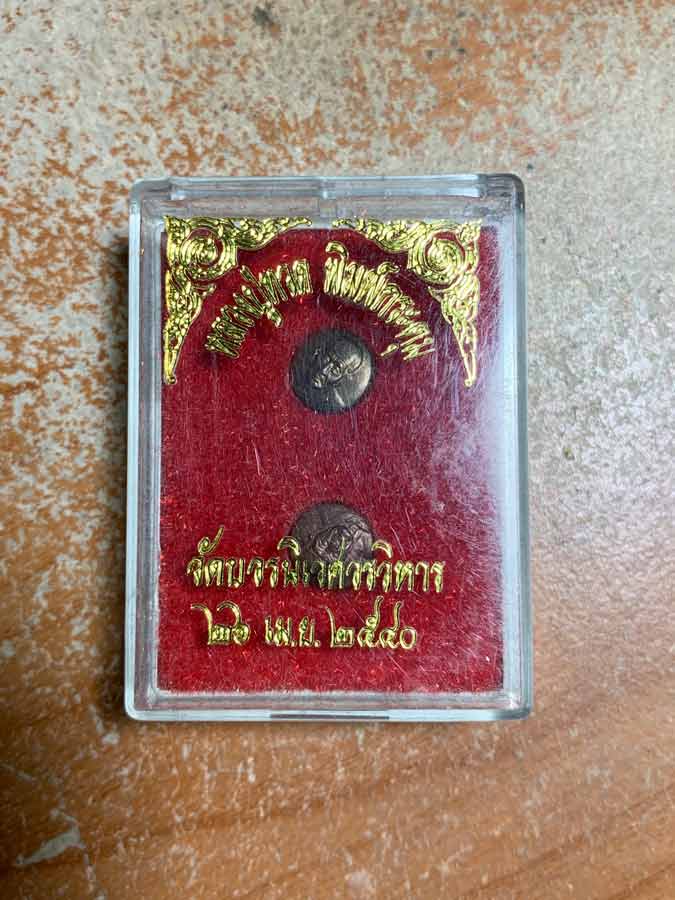 หลวงปู่ทวด พิมพ์กระดุม
วัดบวรนิเวศวรวิหาร
๒๖ เม.ย. ๒๕๔๐